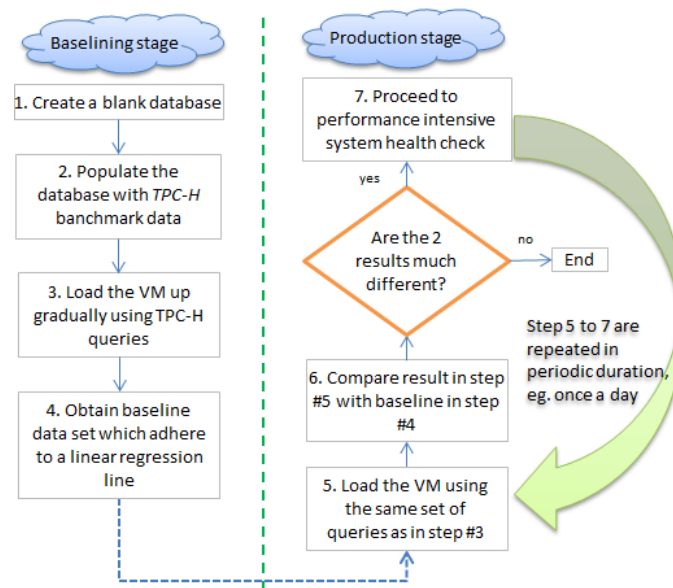 Baselining stage
1. Create a blank database
2. Populate the
database with TPC-H
banchmark data
3. Load the VM up
gradually using TPC-H
queries
4. Obtain baseline
data set which adhere
to a linear regression
line
Production stage
7. Proceed to
performance intensive
system health check
yes
Are the 2
results much
different?
no
End
6. Compare result in step
#5 with baseline in step
#4
5. Load the VM using
the same set of
queries as in step #3
Step 5 to 7 are
repeated in
periodic duration,
eg. once a day